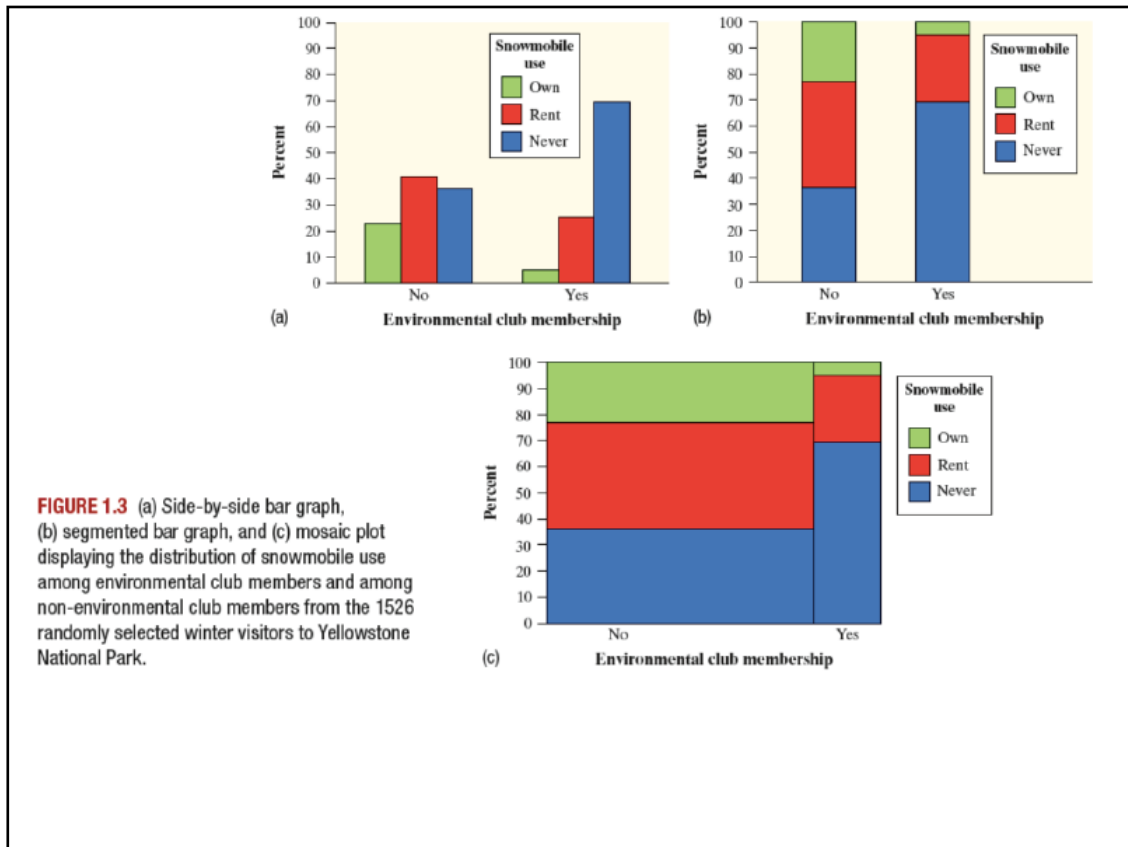 100
90
80
70
60
50
40
30
20
10
0
Percent
Snowmobile
use
Own
Rent
Never
No Yes
(a) Environmental club membership
100
90
80
70
60
50
40
30
20
10
0
Percent
Snowmobile
use
Own
Rent
Never
No Yes
(b) Environmental club membership
100
90
80
70
60
50
40
30
20
10
0
Percent
Snowmobile
use
Own
Rent
Never
No Yes
(c) Environmental club membership
FIGURE 1.3 (a) Side-by-side bar graph,
(b) segmented bar graph, and (c) mosaic plot
displaying the distribution of snowmobile use
among environmental club members and among
non-environmental club members from the 1526
randomly selected winter visitors to Yellowstone
National Park.